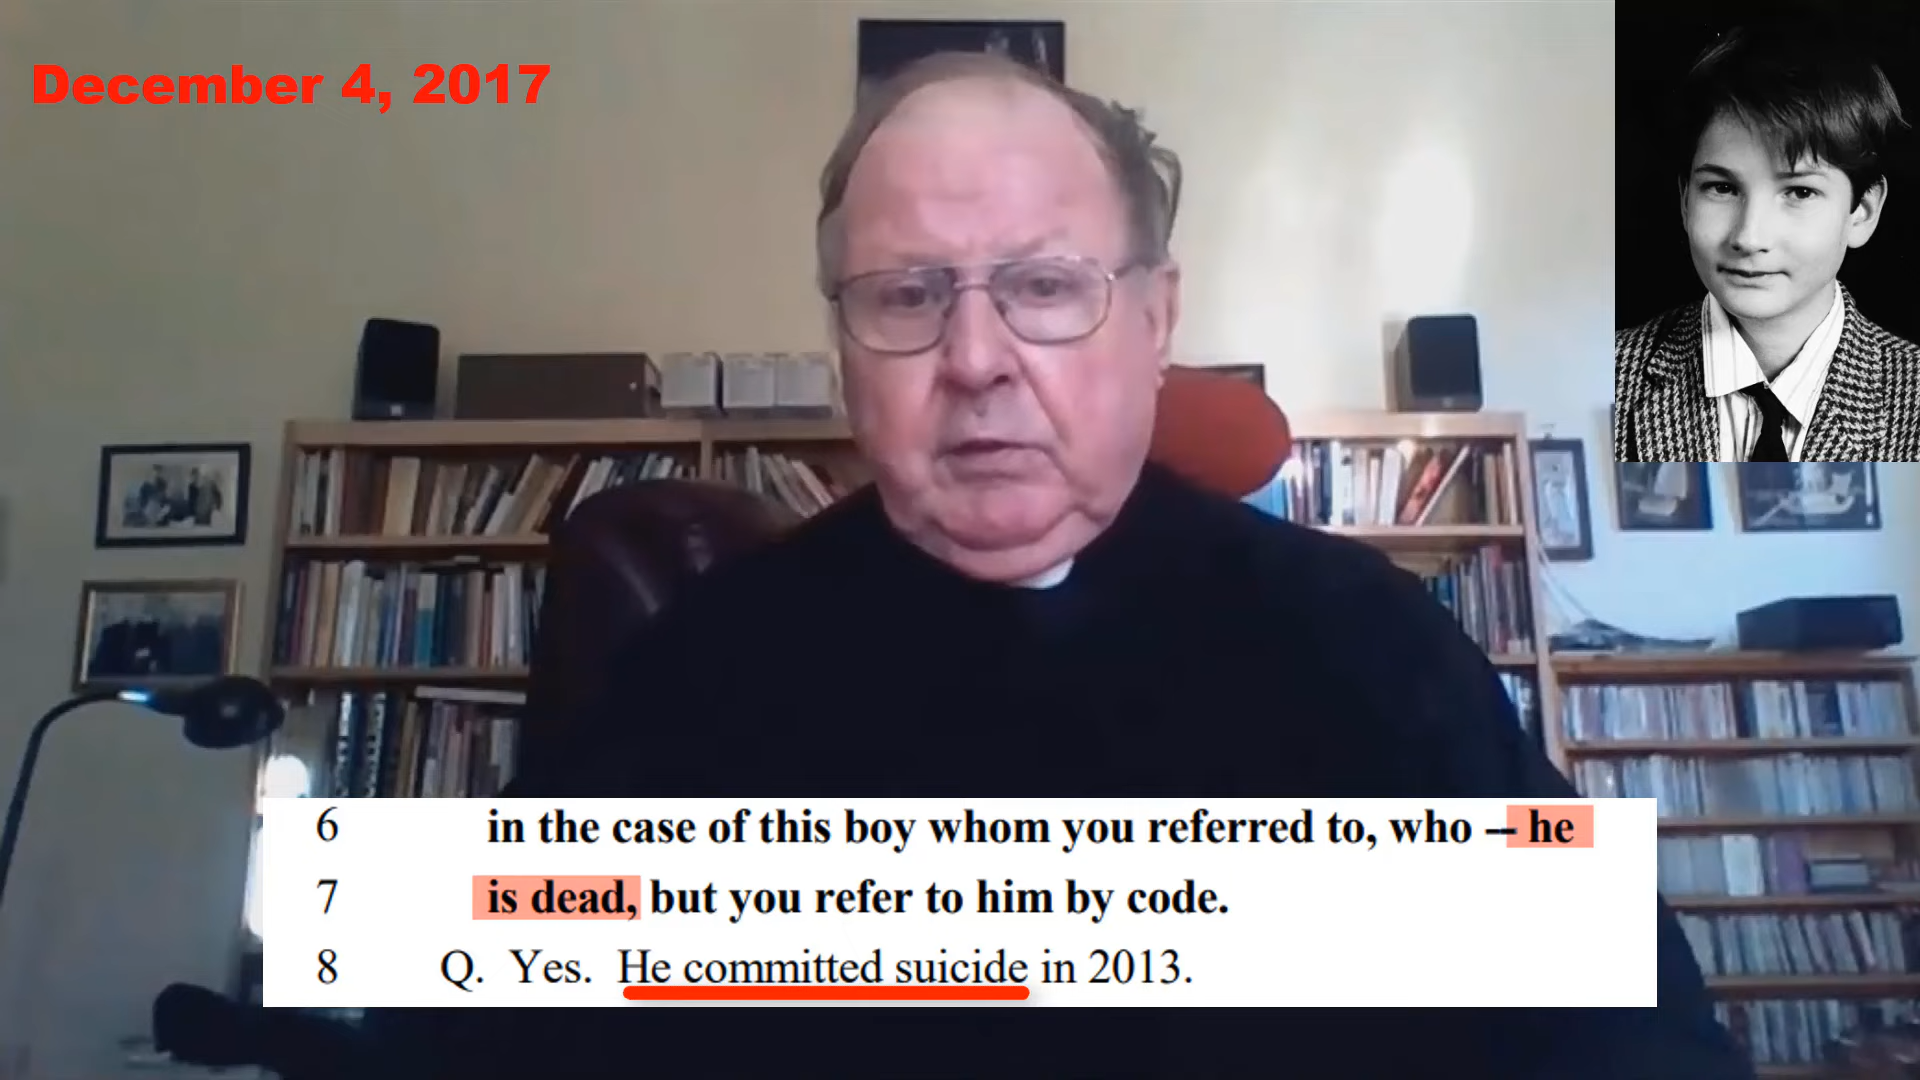 December 4, 2017
6 in the case of this boy whom you referred to, who -- he
7 is dead, but you refer to him by code.
8 Q. Yes. He committed suicide in 2013.